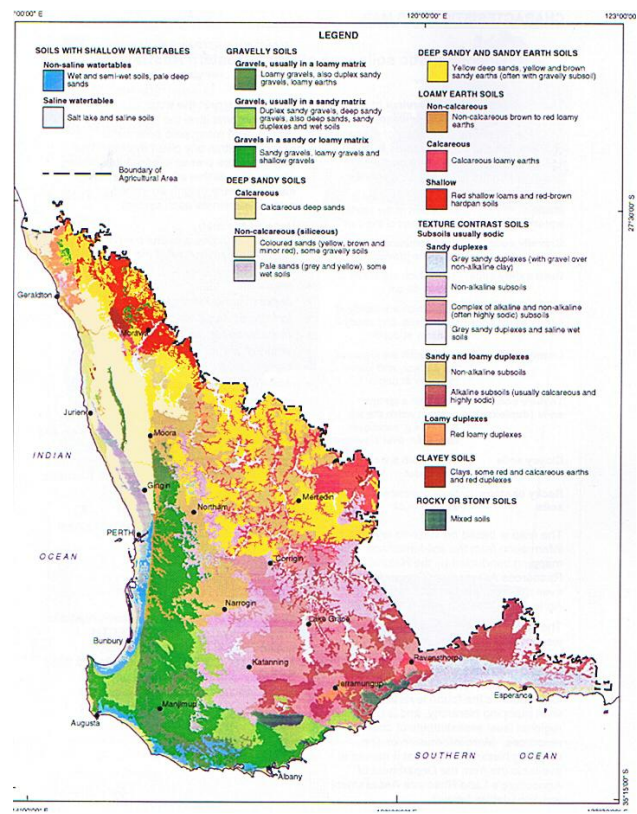 00'00" E
120°00'00" E
123°00'00" E
LEGEND
SOILS WITH SHALLOW WATERTABLES
Non-saline watertables
Wet and semi-wet soils, pale deep
sands
Saline watertables
Salt lake and saline soils
Boundary of
Agricultural Area
GRAVELLY SOILS
Gravels, usually in a loamy matrix
Loamy gravels, also duplex sandy
gravels, loamy earths
Gravels, usually in a sandy matrix
Duplex sandy gravels, deep sandy
gravels, also deep sands, sandy
duplexes and wet soils
Gravels in a sandy or loamy matrix
Sandy gravels, loamy gravels and
shallow gravels
DEEP SANDY SOILS
Calcareous
Calcareous deep sands
Non-calcareous (siliceous)
Coloured sands (yellow, brown and
minor red), some gravelly soils
Pale sands (grey and yellow), some
wet soils
DEEP SANDY AND SANDY EARTH SOILS
Yellow deep sands, yellow and brown
sandy earths (often with gravelly subsoil)
LOAMY EARTH SOILS
Non-calcareous
Non-calcareous brown to red loamy
earths
Calcareous
Calcareous loamy earths
Shallow
Red shallow loams and red-brown
hardpan soils
TEXTURE CONTRAST SOILS
Subsoils usually sodic
Sandy duplexes
Grey sandy duplexes (with gravel over
non-alkaline clay)
Non-alkaline subsoils
Complex of alkaline and non-alkaline
(often highly sodic) subsoils
Grey sandy duplexes and saline wet
soils
Sandy and loamy duplexes
Non-alkaline subsoils
Alkaline subsoils (usually calcareous and
highly sodic)
Loamy duplexes
Red loamy duplexes
CLAYEY SOILS
Clays, some red and calcareous earths
and red duplexes
ROCKY OR STONY SOILS
Mixed soils
27°30'00" S
Geraldton
Morawa
Jurien
Moora
INDIAN
Gingin
Merredin
Northam
PERTH
OCEAN
Corrigin
Narrogin
Lake Grace
Bunbury
Katanning
Ravensthorpe
Jerramungup
Esperance
Manjimup
Augusta
SOUTHERN OCEAN
Albany
35°15'00" S